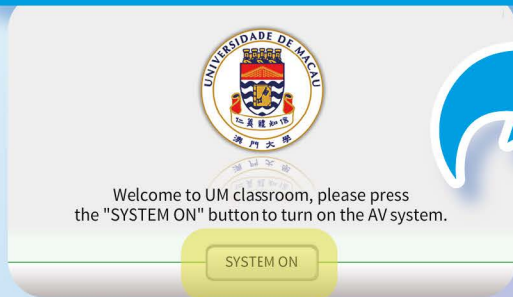 UNIVERSIDADE DE MACAU
仁義禮知信
澳門大學
Welcome to UM classroom, please press
the "SYSTEM ON" button to turn on the AV system.
SYSTEM ON